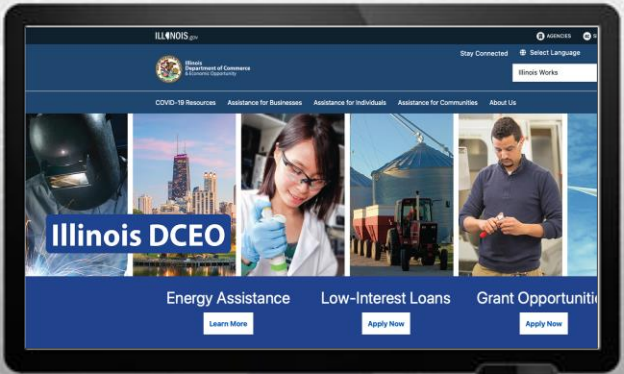 ILLINOIS.gov
AGENCIES
Stay Connected Select Language
Illinois
Department of Commerce
& Economic Opportunity
Illinois Works
COVID-19 Resources Assistance for Businesses Assistance for Individuals Assistance for Communities About Us
Illinois DCEO
Energy Assistance Low-Interest Loans Grant Opportuniti
Learn More Apply Now Apply Now